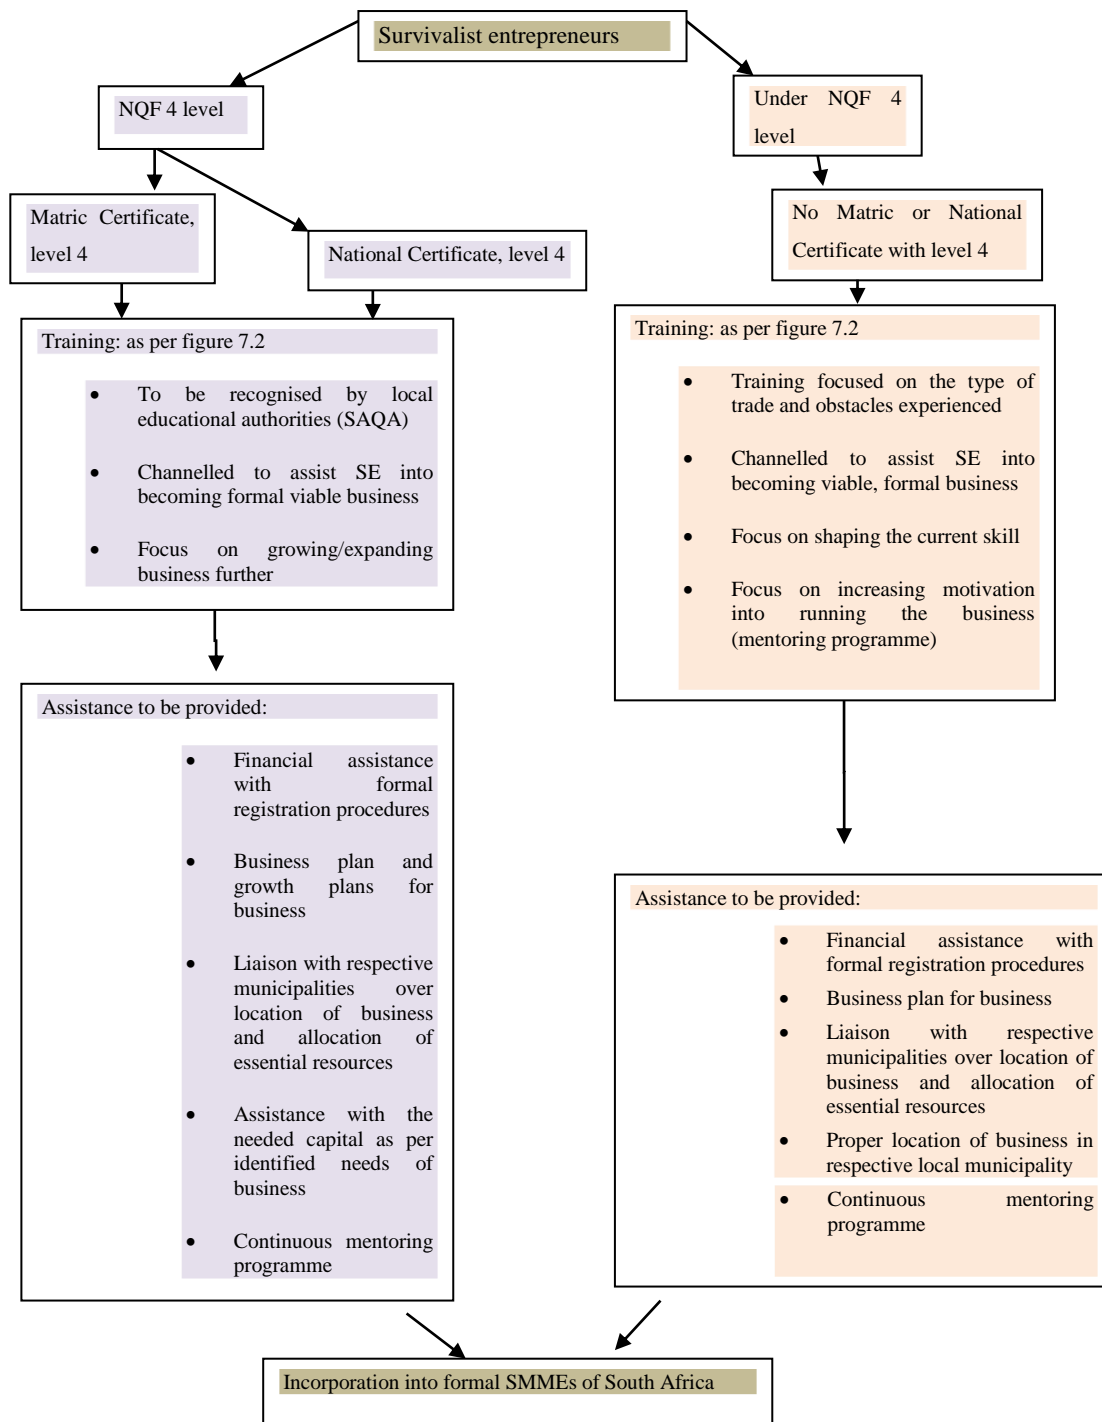 Survivalist entrepreneurs
NQF 4 level
Under NQF 4
level
Matric Certificate,
level 4
National Certificate, level 4
No Matric or National
Certificate with level 4
Training: as per figure 7.2
• To be recognised by local
educational authorities (SAQA)
• Channelled to assist SE into
becoming formal viable business
• Focus on growing/expanding
business further
Training: as per figure 7.2
• Training focused on the type of
trade and obstacles experienced
• Channelled to assist SE into
becoming viable, formal business
• Focus on shaping the current skill
• Focus on increasing motivation
into running the business
(mentoring programme)
Assistance to be provided:
• Financial assistance
with formal
registration procedures
• Business plan and
growth plans for
business
• Liaison with respective
municipalities over
location of business
and allocation of
essential resources
• Assistance with the
needed capital as per
identified needs of
business
• Continuous mentoring
programme
Assistance to be provided:
• Financial assistance with
formal registration procedures
• Business plan for business
• Liaison with respective
municipalities over location of
business and allocation of
essential resources
• Proper location of business in
respective local municipality
• Continuous mentoring
programme
Incorporation into formal SMMEs of South Africa